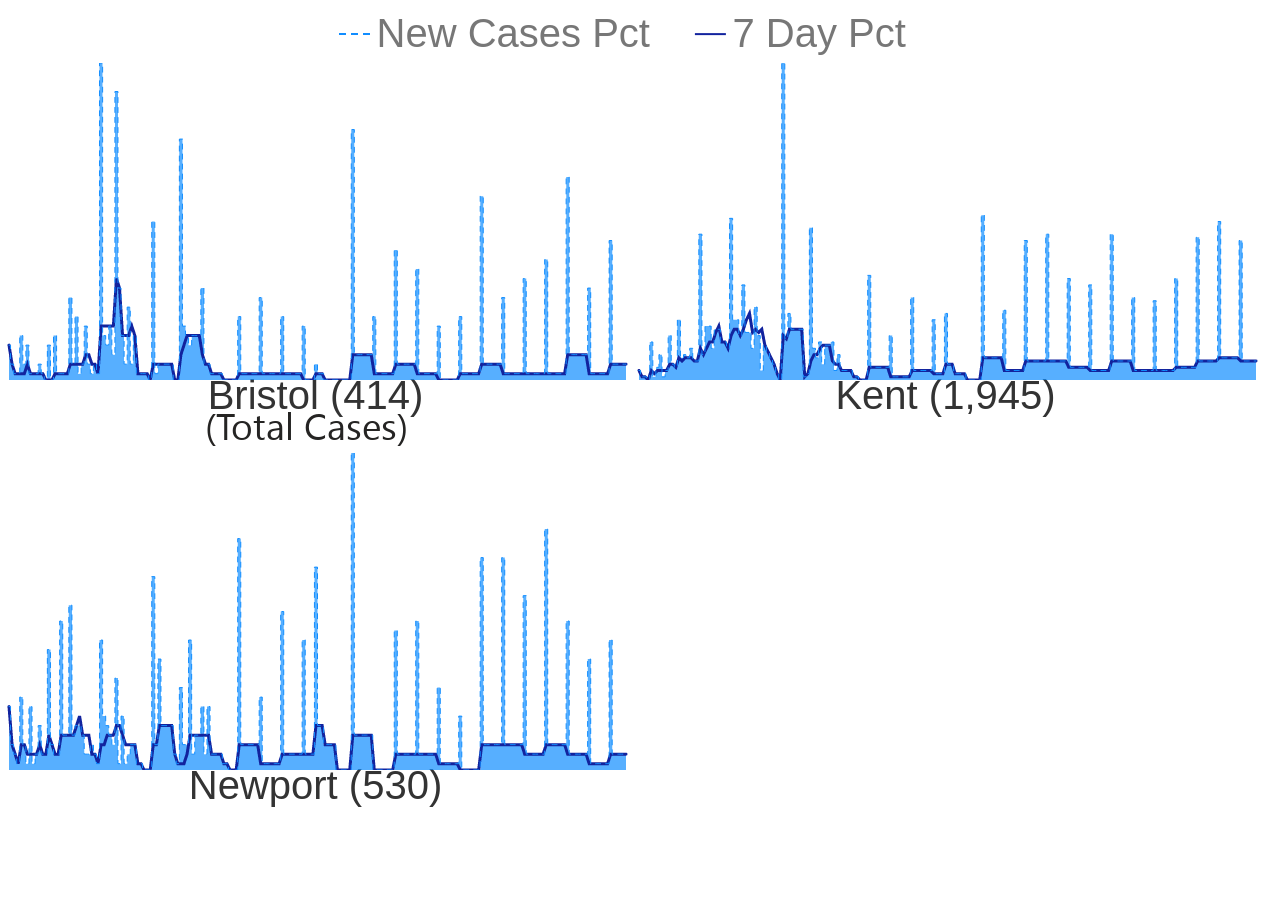 New Cases Pct 7 Day Pct
Bristol (414)
(Total Cases)
Kent (1,945)
Newport (530)